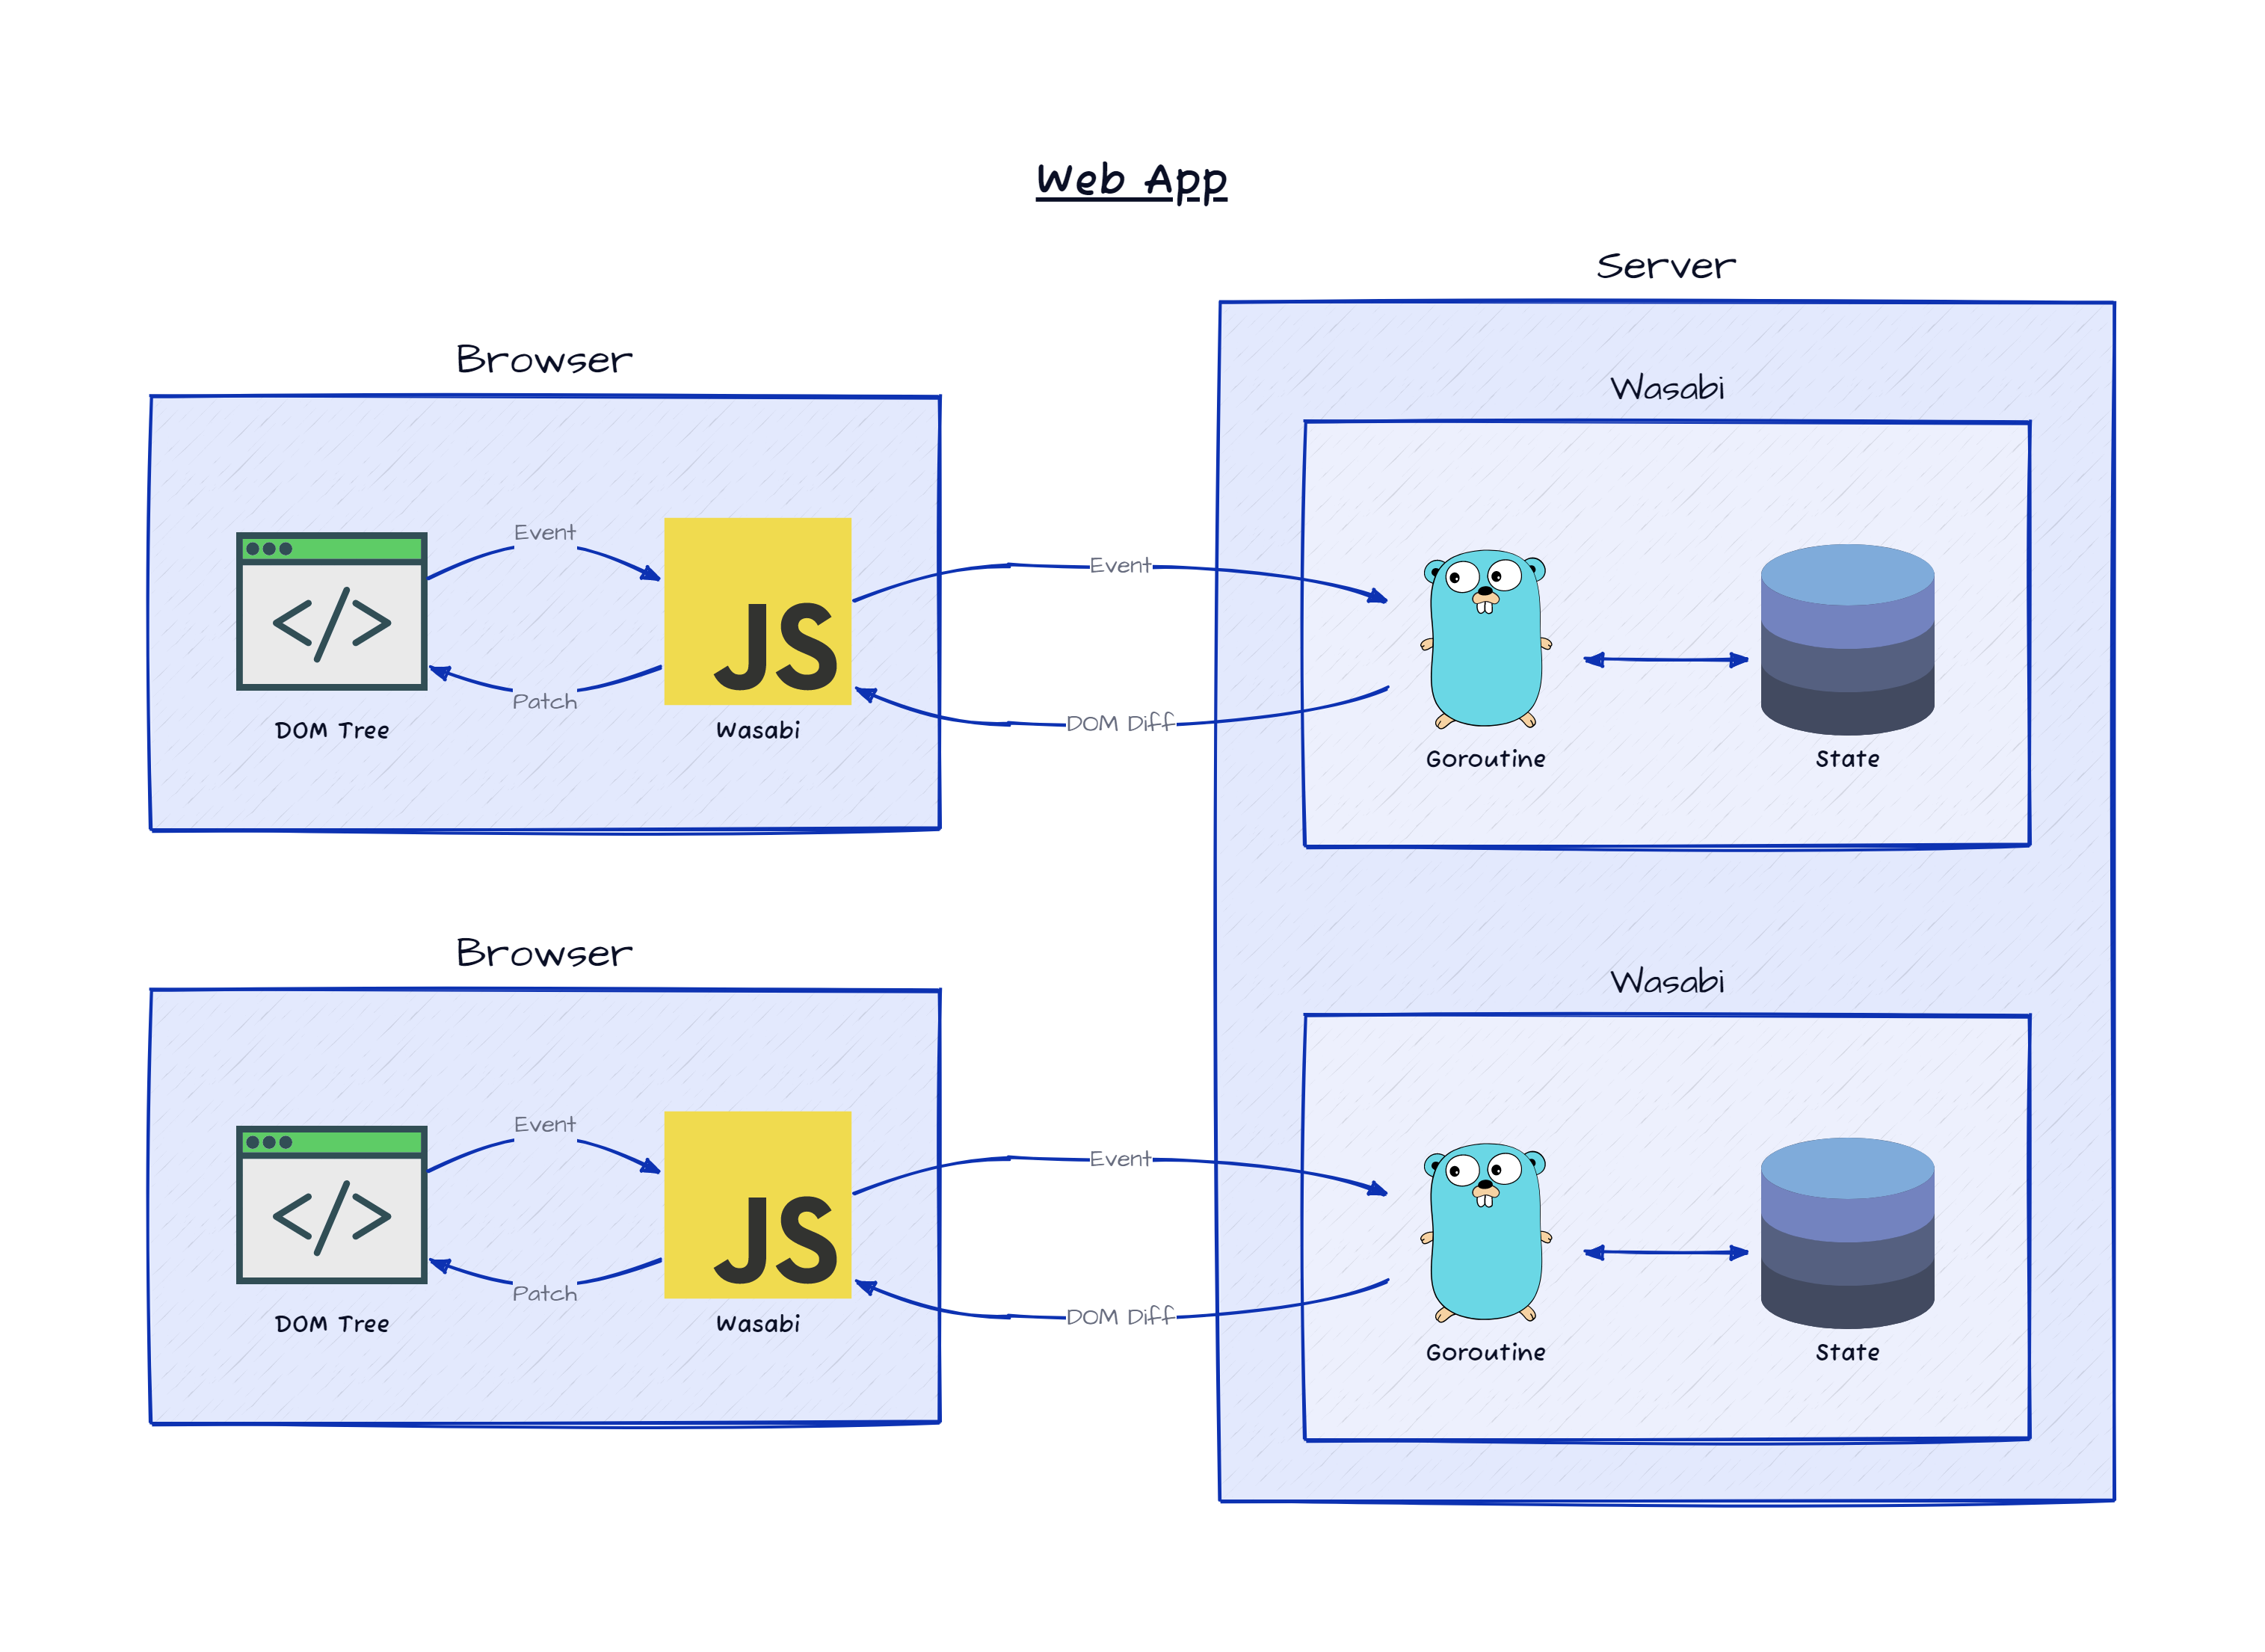 Web App
Server
Browser
Wasabi
Event
Event
JS
Patch
DOM Diff
DOM Tree
Wasabi
Goroutine
State
Browser
Wasabi
Event
Event
JS
Patch
DOM Diff
DOM Tree
Wasabi
Goroutine
State